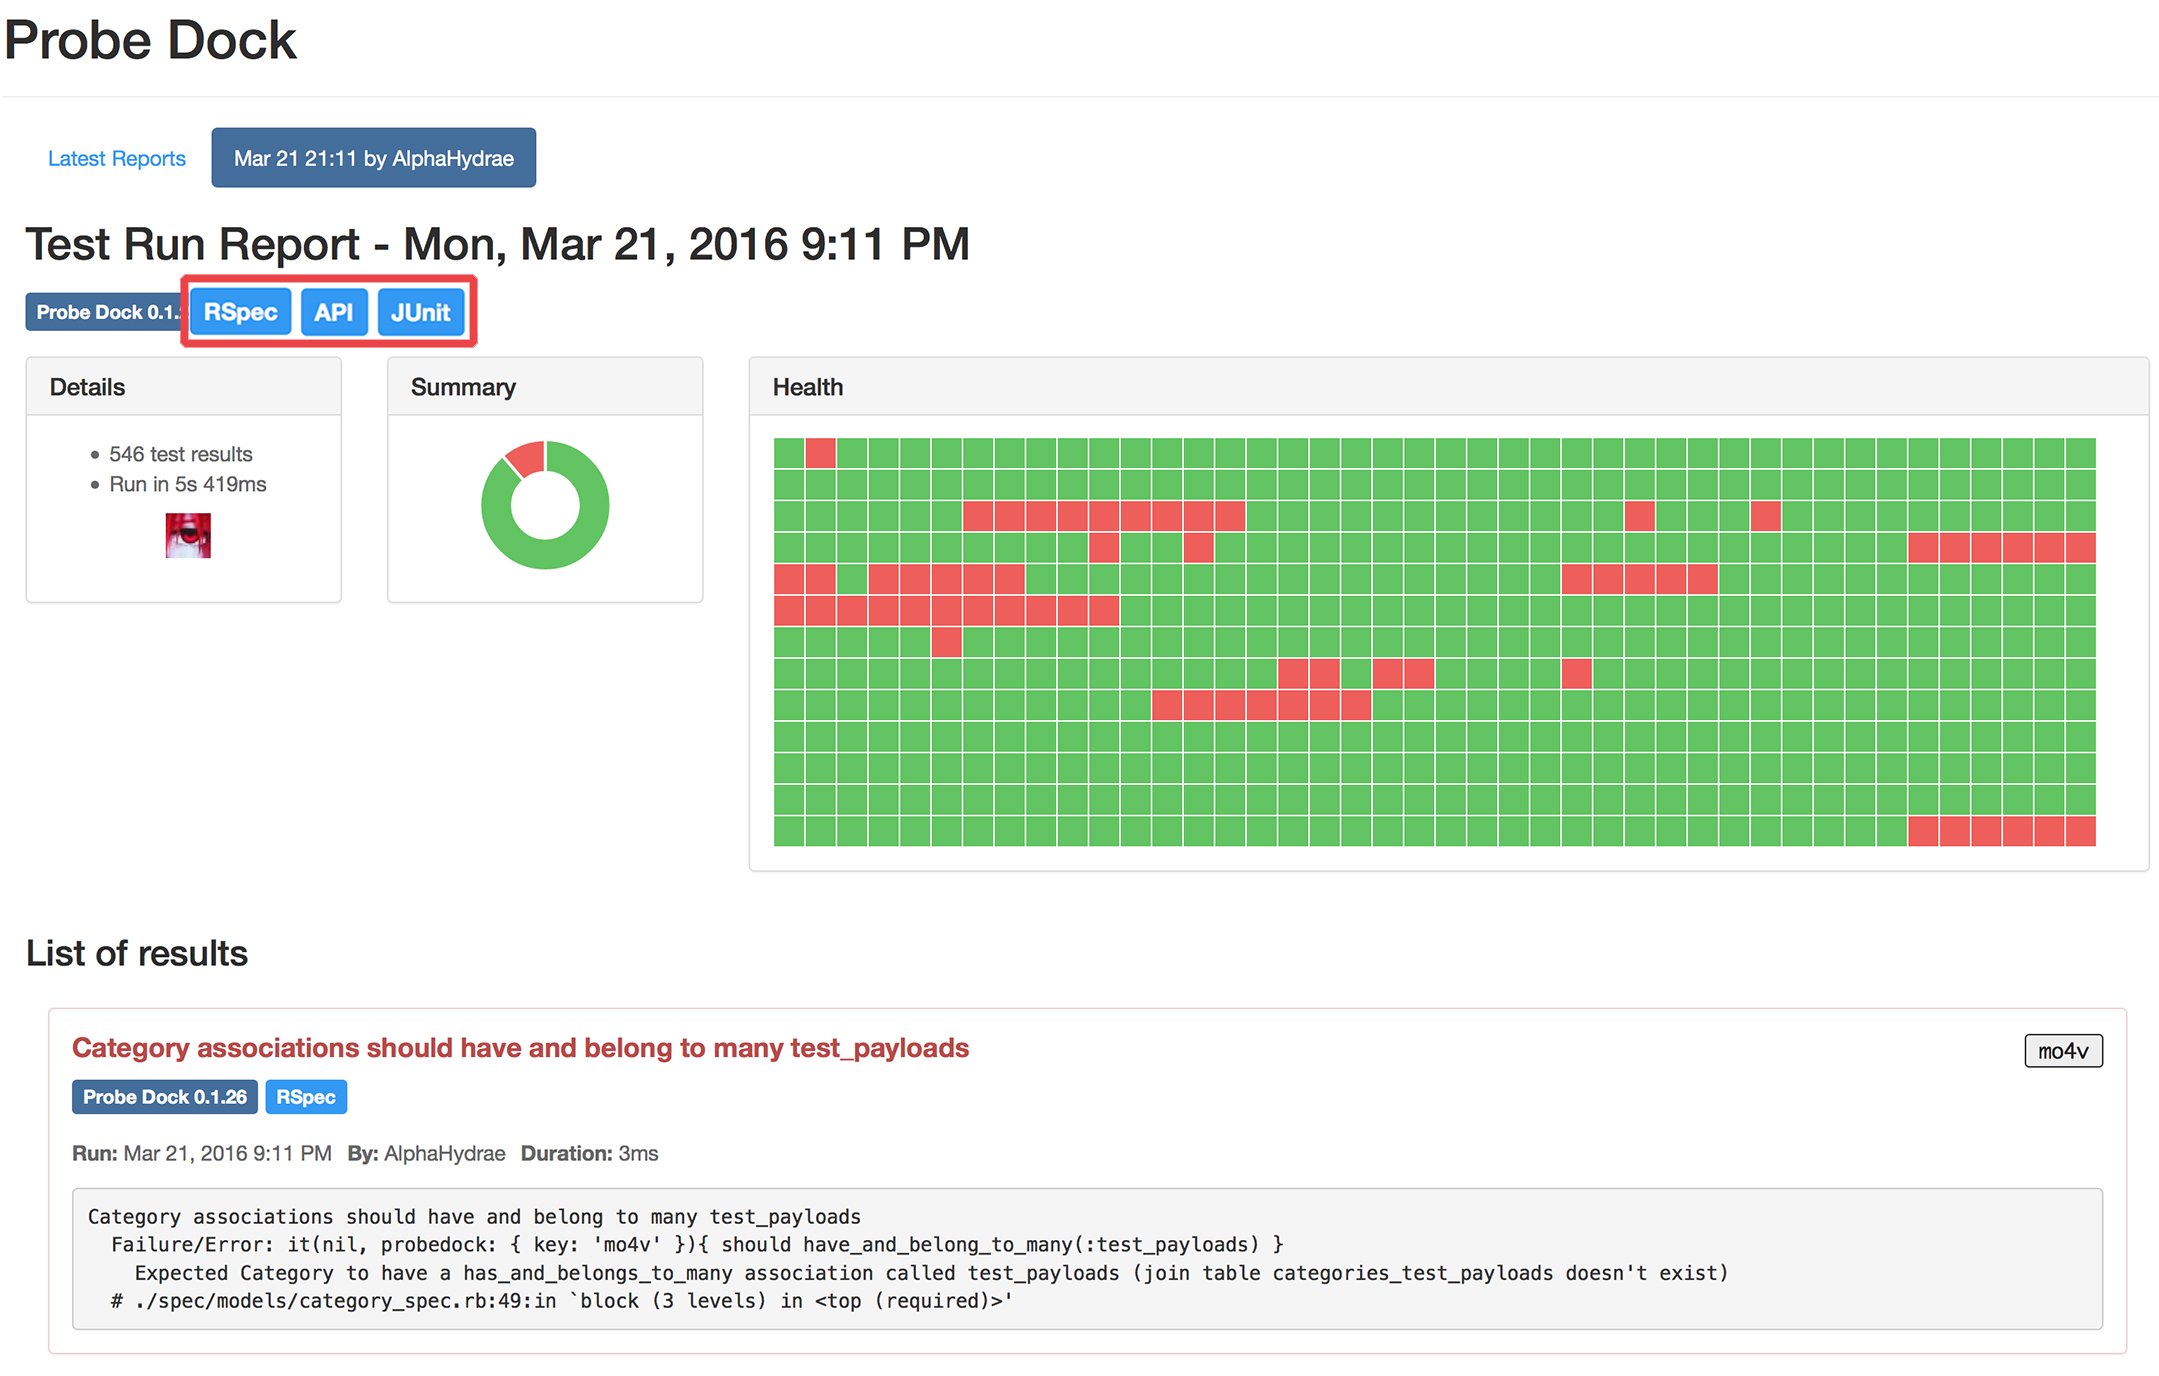 Probe Dock
Latest Reports
Mar 21 21:11 by AlphaHydrae
Test Run Report - Mon, Mar 21, 2016 9:11 PM
Probe Dock 0.1. RSpec API JUnit
Details
546 test results
Run in 5s 419ms
Summary
Health
List of results
Category associations should have and belong to many test_payloads
mo4v
Probe Dock 0.1.26 RSpec
Run: Mar 21, 2016 9:11 PM By: AlphaHydrae Duration: 3ms
Category associations should have and belong to many test_payloads
Failure/Error: it(nil, probedock: { key: 'mo4v' }){ should have_and_belong_to_many(:test_payloads) }
Expected Category to have a has_and_belongs_to_many association called test_payloads (join table categories_test_payloads doesn't exist)
# ./spec/models/category_spec.rb:49:in `block (3 levels) in <top (required)>'